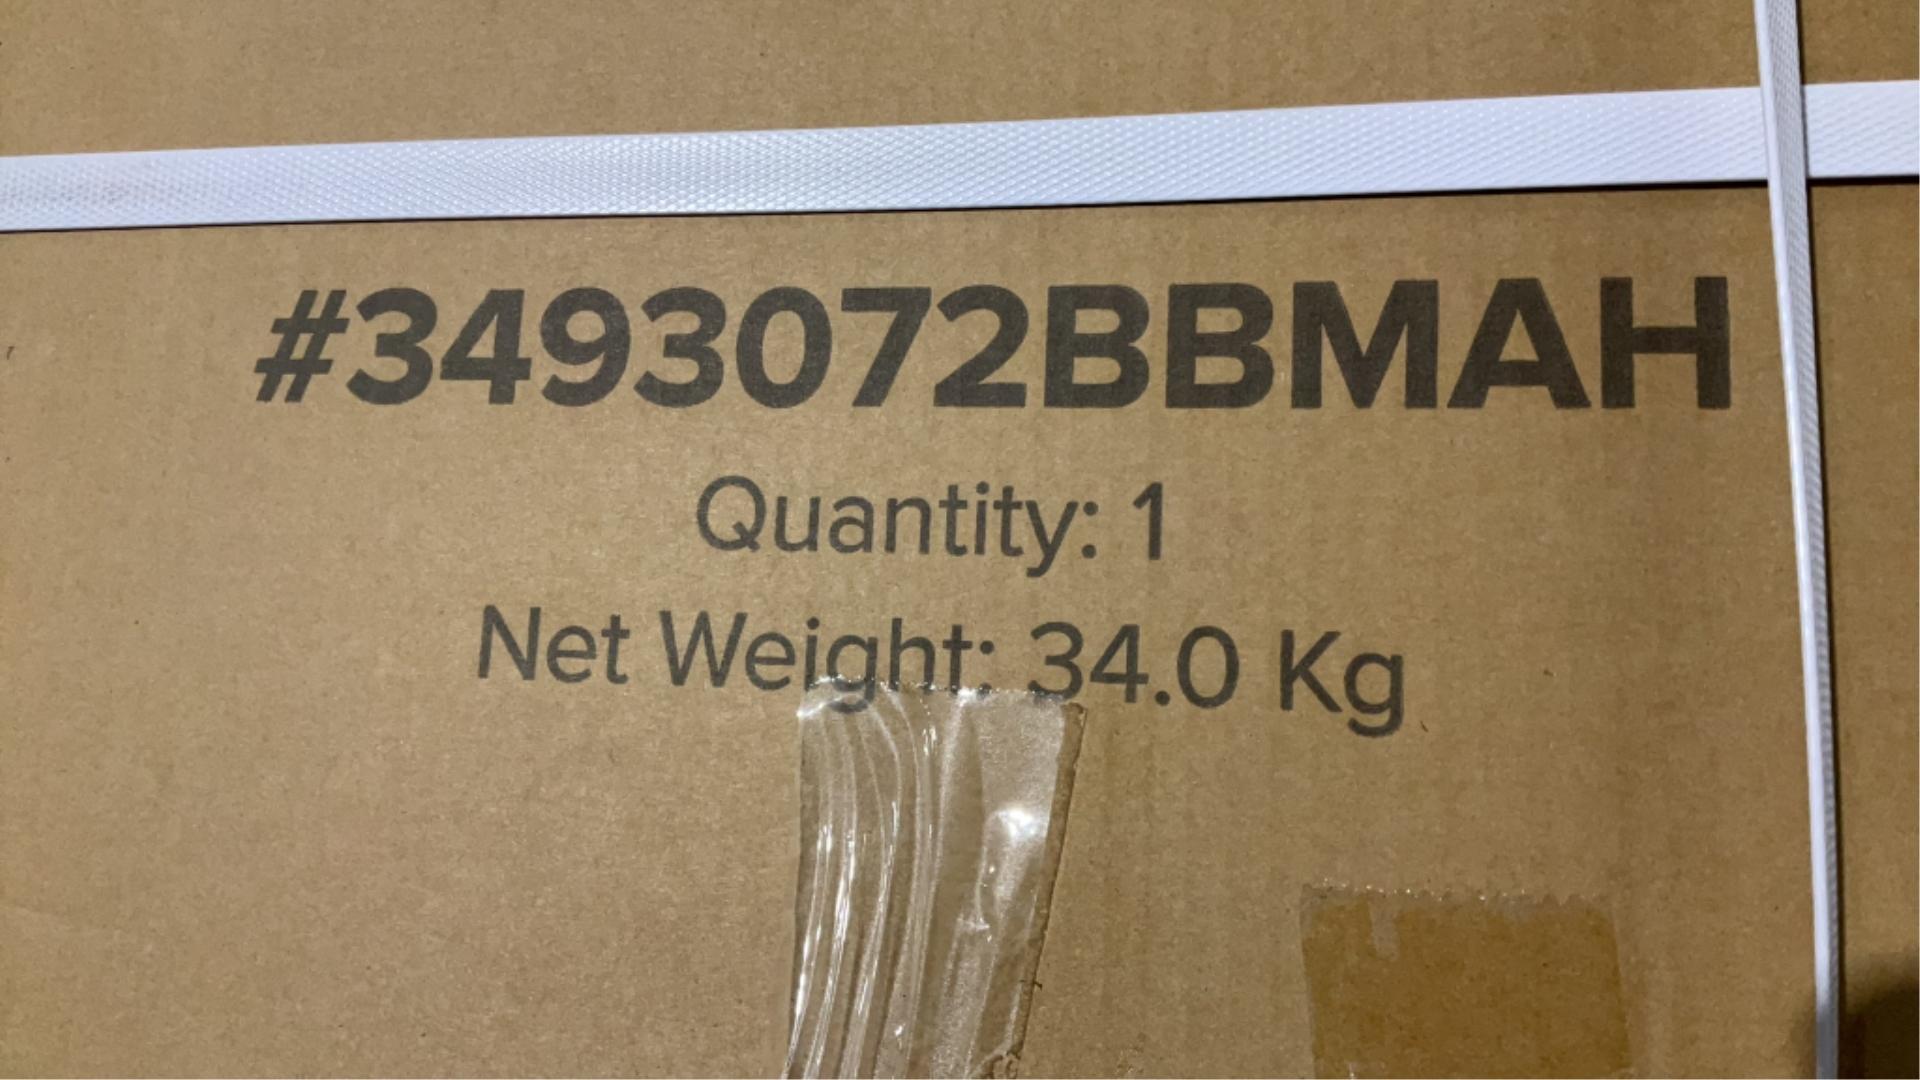 #3493072BBMAH
Quantity: 1
Net Weight: 34.0 Kg